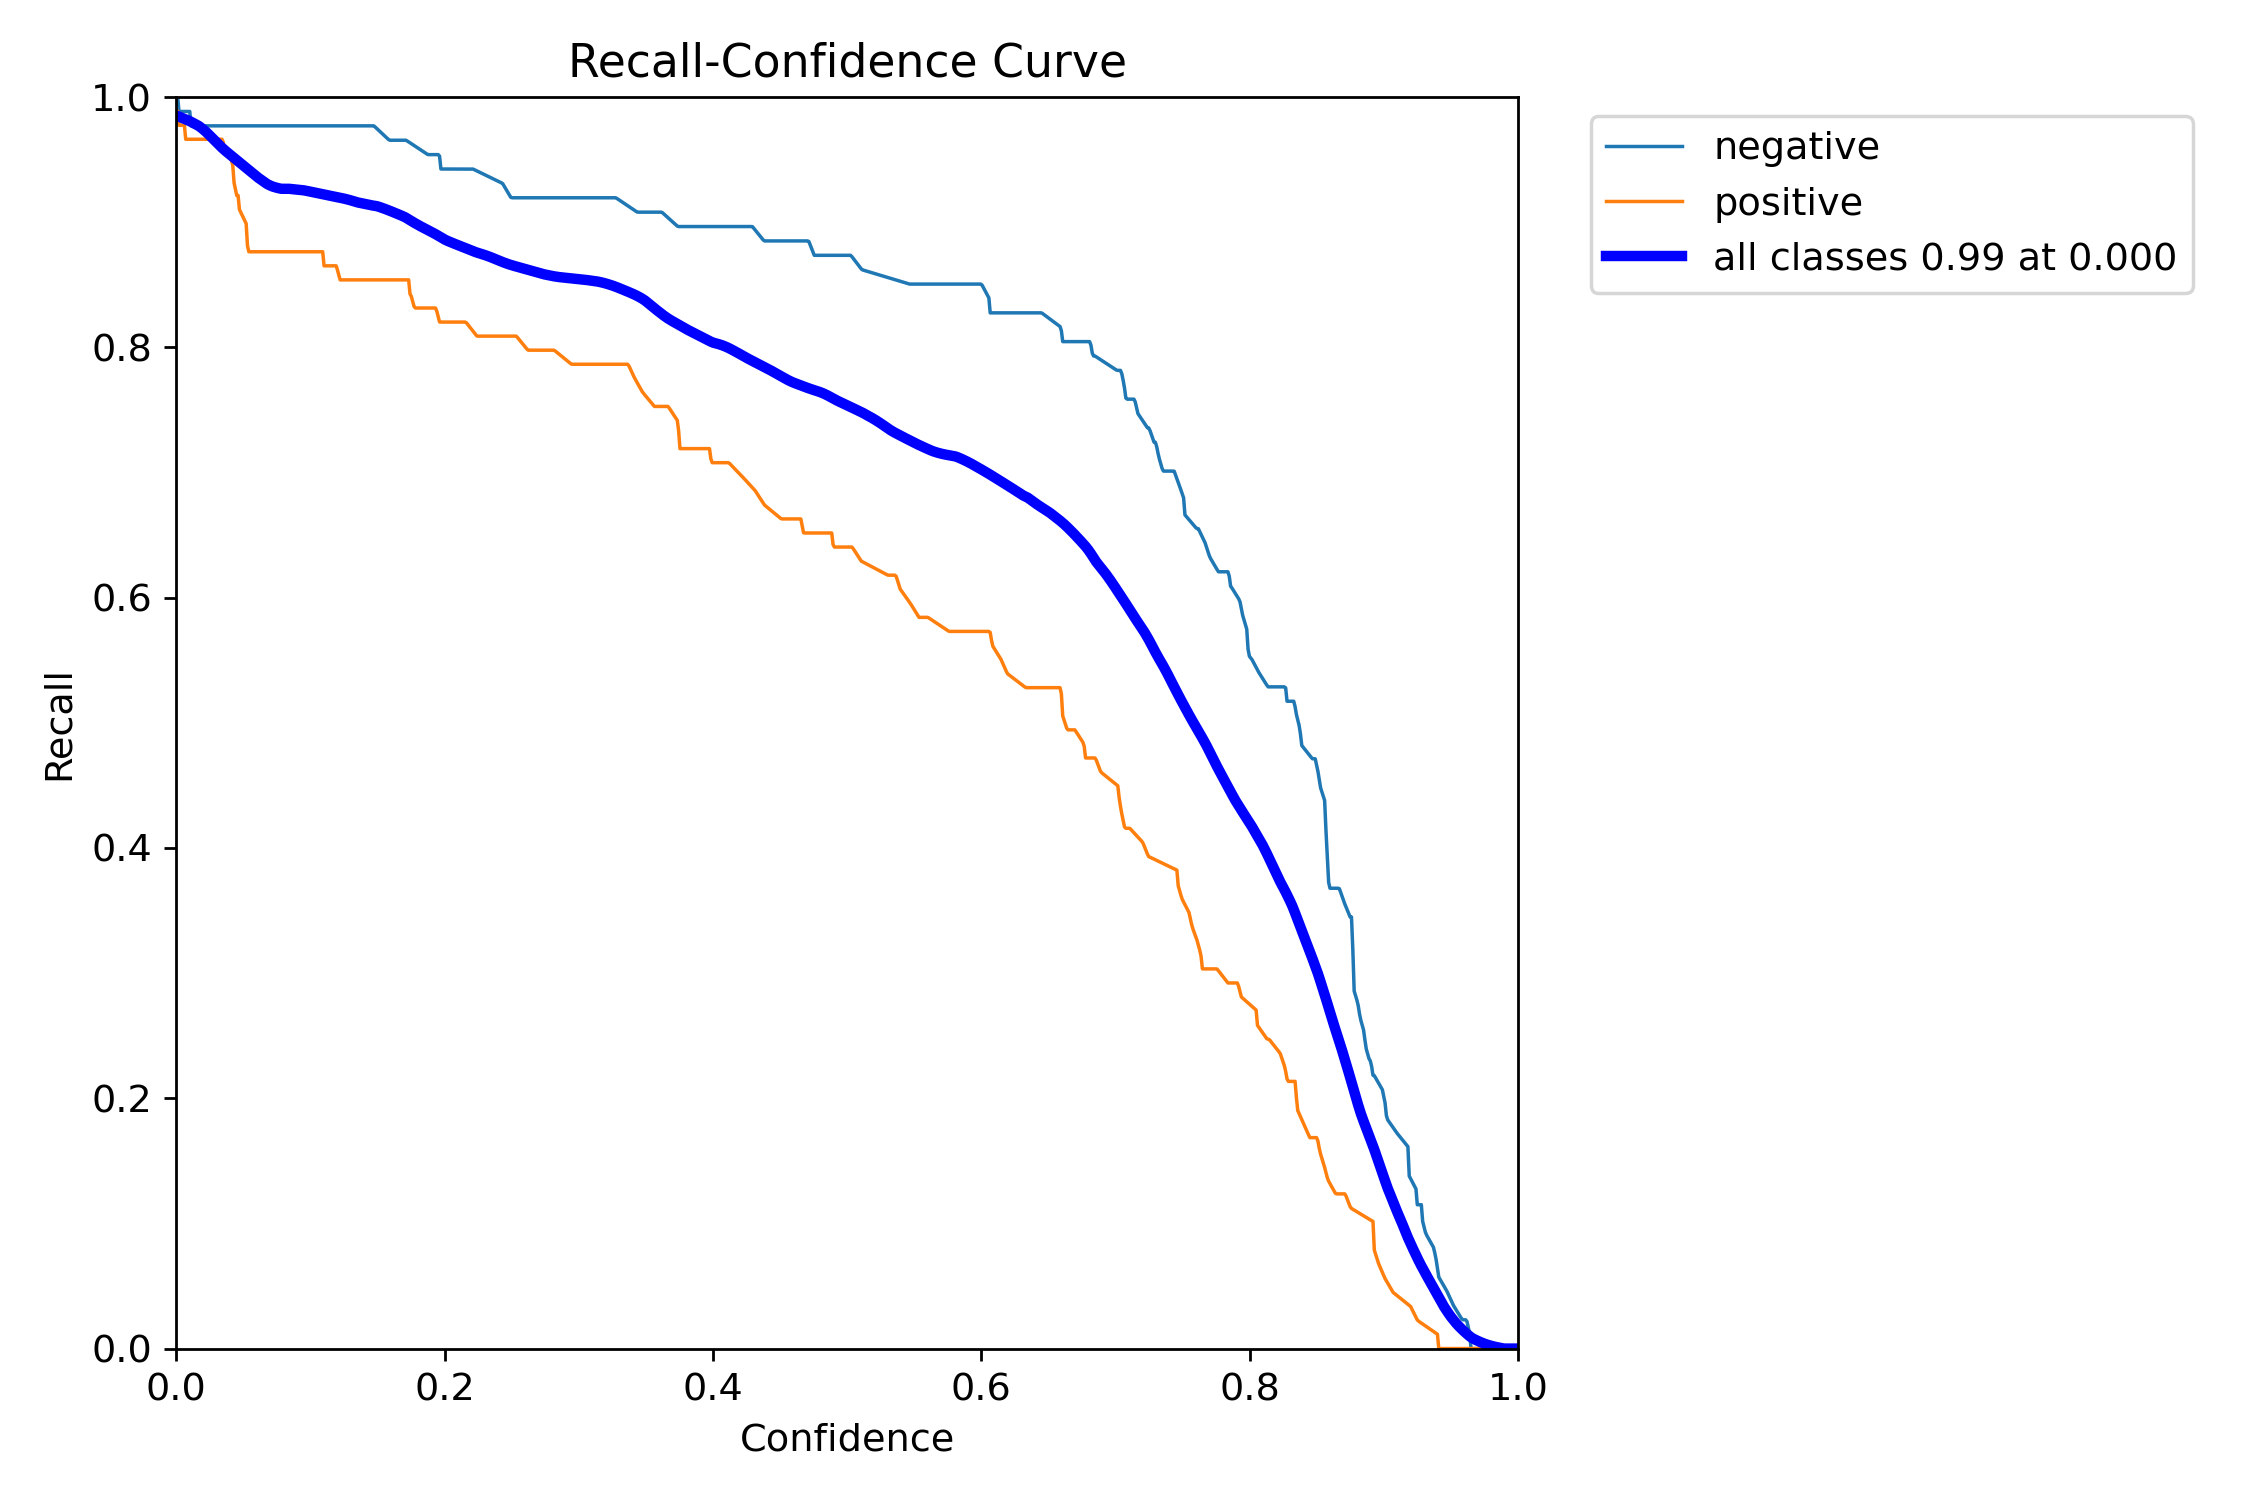 Recall-Confidence Curve
negative
positive
all classes 0.99 at 0.000
1.0
0.8
0.6
0.4
0.2
0.0
Recall
0.0 0.2 0.4 0.6 0.8 1.0
Confidence